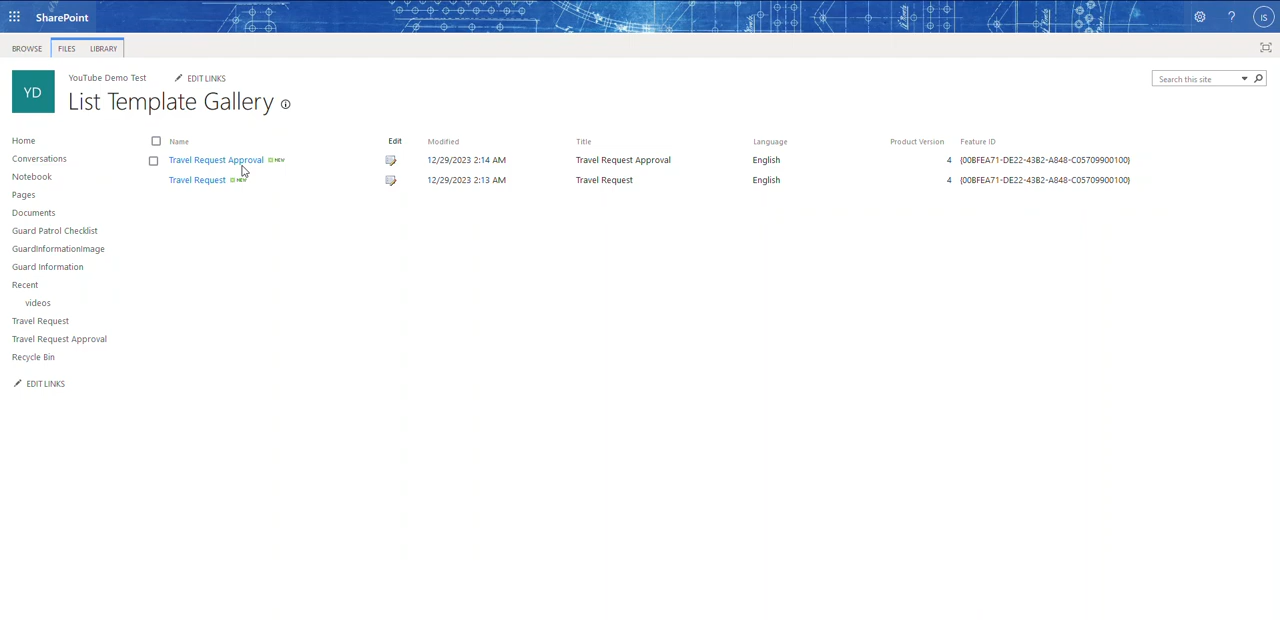 SharePoint
?
IS
BROWSE FILES LIBRARY
YD
YouTube Demo Test EDIT LINKS
List Template Gallery
Search this site
Home
Conversations
Notebook
Pages
Documents
Guard Patrol Checklist
GuardInformationImage
Guard Information
Recent
videos
Travel Request
Travel Request Approval
Recycle Bin
EDIT LINKS
Name Edit Modified Title Language Product Version Feature ID
Travel Request Approval NEW 12/29/2023 2:14 AM Travel Request Approval English 4 {00BFEA71-DE22-43B2-A848-C05709900100}
Travel Request NEW 12/29/2023 2:13 AM Travel Request English 4 {00BFEA71-DE22-43B2-A848-C05709900100}